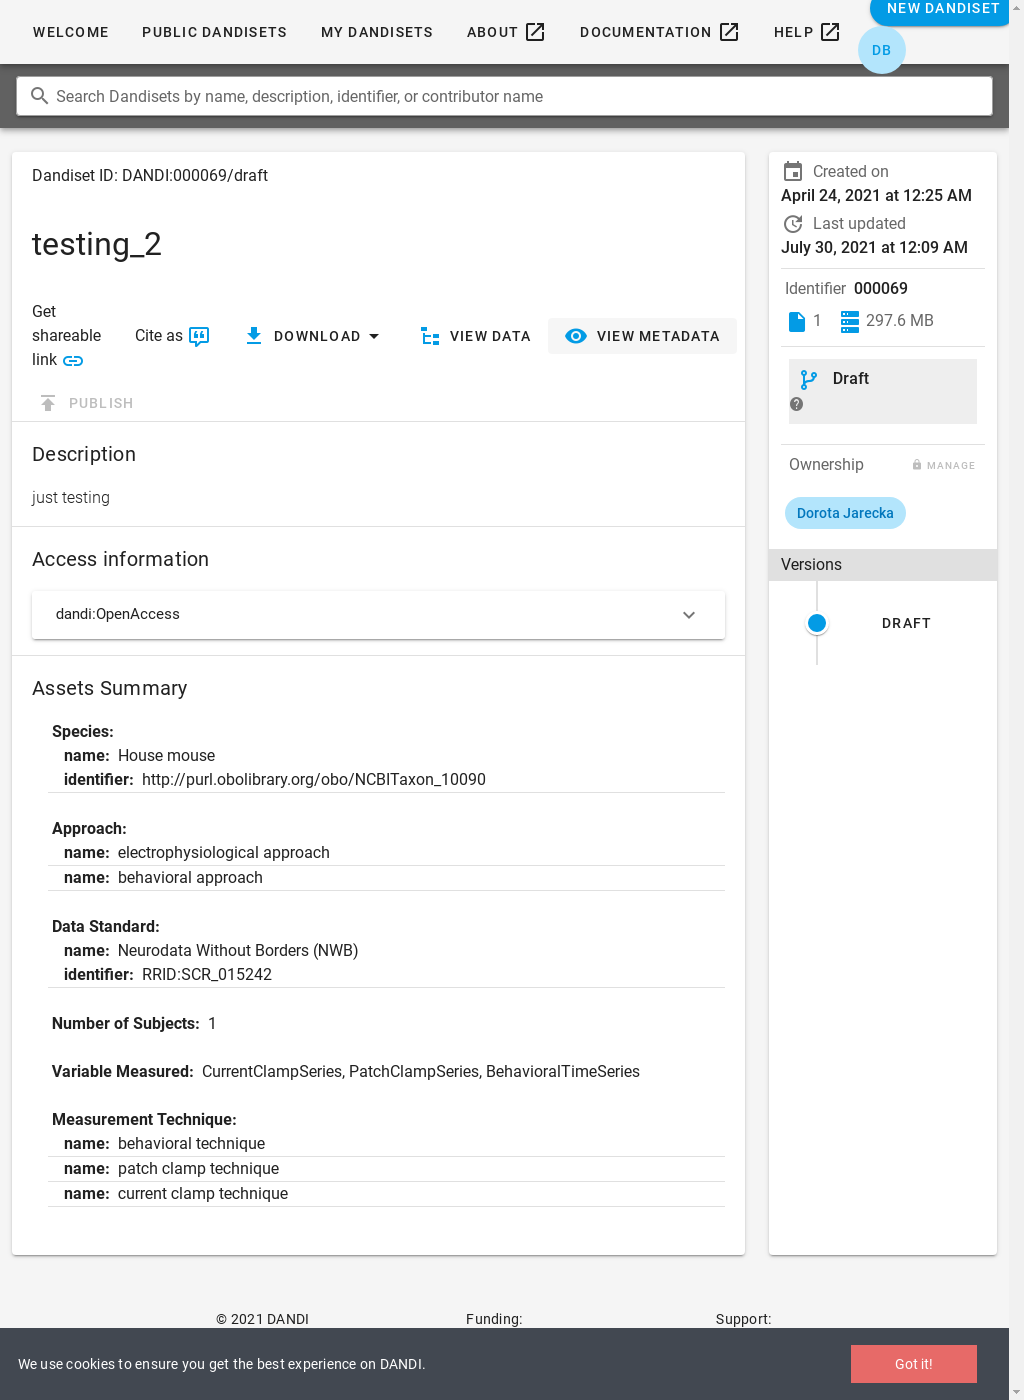 WELCOME
PUBLIC DANDISETS
MY DANDISETS
ABOUT
DOCUMENTATION
HELP
NEW DANDISET
DB
Search Dandisets by name, description, identifier, or contributor name
Dandiset ID: DANDI:000069/draft
testing_2
Get
shareable
link
Cite as
DOWNLOAD
VIEW DATA
VIEW METADATA
PUBLISH
Description
just testing
Access information
dandi:OpenAccess
Assets Summary
Species:
name: House mouse
identifier: http://purl.obolibrary.org/obo/NCBITaxon_10090
Approach:
name: electrophysiological approach
name: behavioral approach
Data Standard:
name: Neurodata Without Borders (NWB)
identifier: RRID:SCR_015242
Number of Subjects: 1
Variable Measured: CurrentClampSeries, PatchClampSeries, BehavioralTimeSeries
Measurement Technique:
name: behavioral technique
name: patch clamp technique
name: current clamp technique
Created on
April 24, 2021 at 12:25 AM
Last updated
July 30, 2021 at 12:09 AM
Identifier 000069
1 297.6 MB
Draft
Ownership
MANAGE
Dorota Jarecka
Versions
DRAFT
© 2021 DANDI
Funding:
Support:
We use cookies to ensure you get the best experience on DANDI.
Got it!